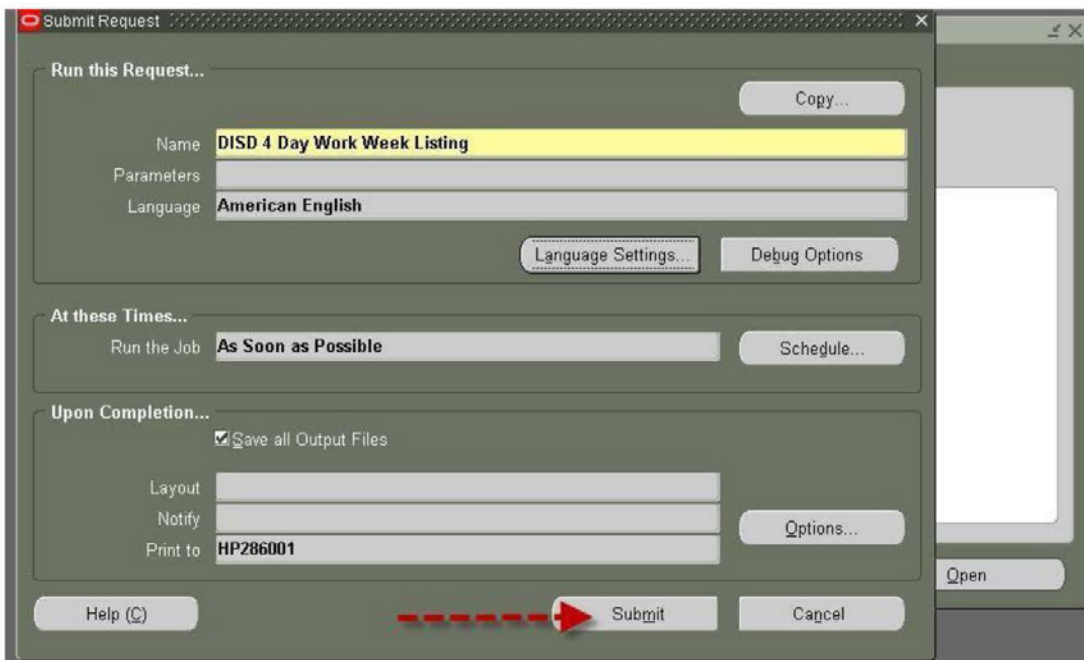 Submit Request
Run this Request...
Copy...
Name DISD 4 Day Work Week Listing
Parameters
Language American English
Language Settings... Debug Options
At these Times...
Run the Job As Soon as Possible Schedule...
Upon Completion...
Save all Output Files
Layout
Notify
Options...
Print to HP286001
Open
Help (C) Submit Cancel